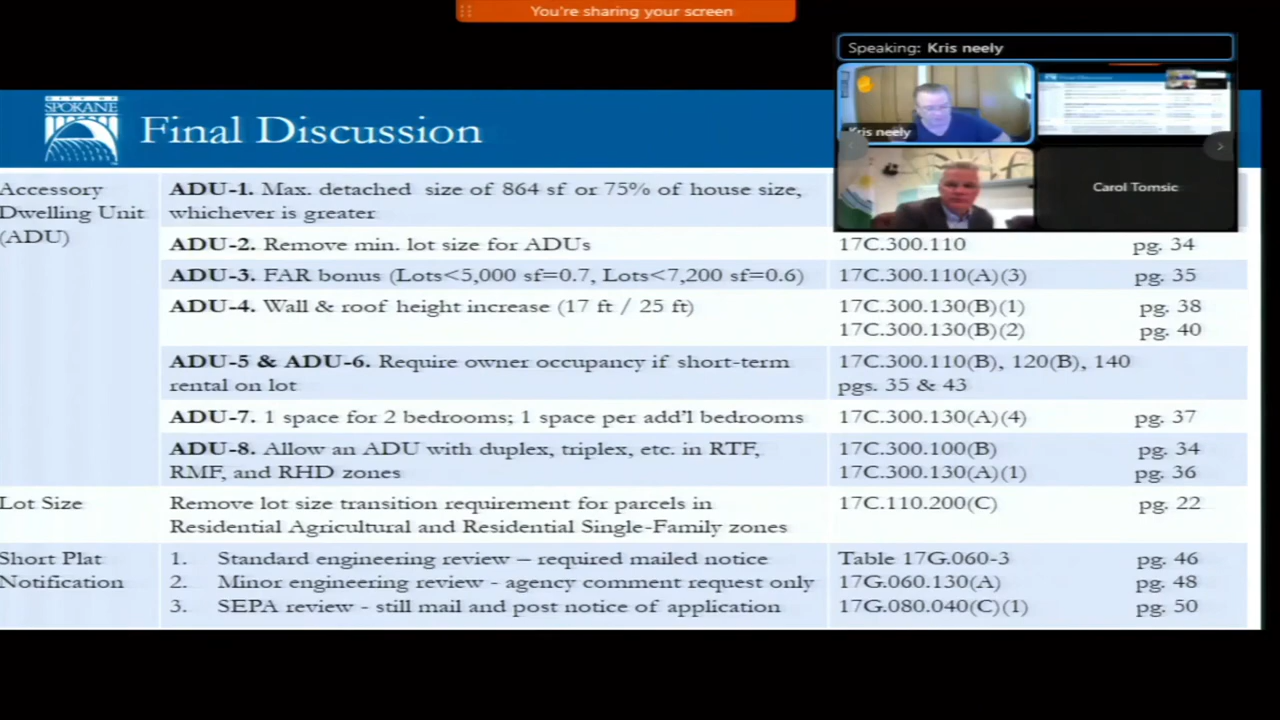 You're sharing your screen
Speaking: Kris neely
Kris neely
Carol Tomsic
SPOKANE
Final Discussion
Accessory
Dwelling Unit
(ADU)
ADU-1. Max. detached size of 864 sf or 75% of house size,
whichever is greater
ADU-2. Remove min. lot size for ADUs 17C.300.110 pg. 34
ADU-3. FAR bonus (Lots<5,000 sf=0.7, Lots<7,200 sf=0.6) 17C.300.110(A)(3) pg. 35
ADU-4. Wall & roof height increase (17 ft / 25 ft) 17C.300.130(B)(1) pg. 38
17C.300.130(B)(2) pg. 40
ADU-5 & ADU-6. Require owner occupancy if short-term 17C.300.110(B), 120(B), 140
rental on lot pgs. 35 & 43
ADU-7. 1 space for 2 bedrooms; 1 space per add'l bedrooms 17C.300.130(A)(4) pg. 37
ADU-8. Allow an ADU with duplex, triplex, etc. in RTF, 17C.300.100(B) pg. 34
RMF, and RHD zones 17C.300.130(A)(1) pg. 36
Lot Size Remove lot size transition requirement for parcels in 17C.110.200(C) pg. 22
Residential Agricultural and Residential Single-Family zones
Short Plat 1. Standard engineering review – required mailed notice Table 17G.060-3 pg. 46
Notification 2. Minor engineering review - agency comment request only 17G.060.130(A) pg. 48
3. SEPA review - still mail and post notice of application 17G.080.040(C)(1) pg. 50